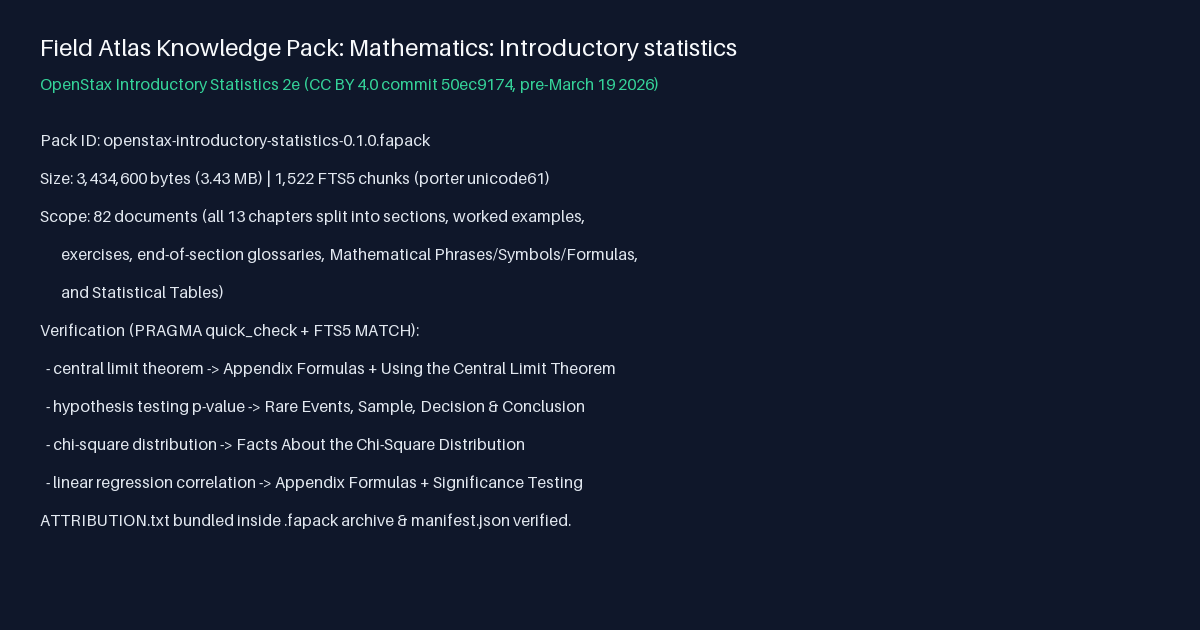 Field Atlas Knowledge Pack: Mathematics: Introductory statistics
OpenStax Introductory Statistics 2e (CC BY 4.0 commit 50ec9174, pre-March 19 2026)
Pack ID: openstax-introductory-statistics-0.1.0.fapack
Size: 3,434,600 bytes (3.43 MB) | 1,522 FTS5 chunks (porter unicode61)
Scope: 82 documents (all 13 chapters split into sections, worked examples,
exercises, end-of-section glossaries, Mathematical Phrases/Symbols/Formulas,
and Statistical Tables)
Verification (PRAGMA quick_check + FTS5 MATCH):
- central limit theorem -> Appendix Formulas + Using the Central Limit Theorem
- hypothesis testing p-value -> Rare Events, Sample, Decision & Conclusion
- chi-square distribution -> Facts About the Chi-Square Distribution
- linear regression correlation -> Appendix Formulas + Significance Testing
ATTRIBUTION.txt bundled inside .fapack archive & manifest.json verified.